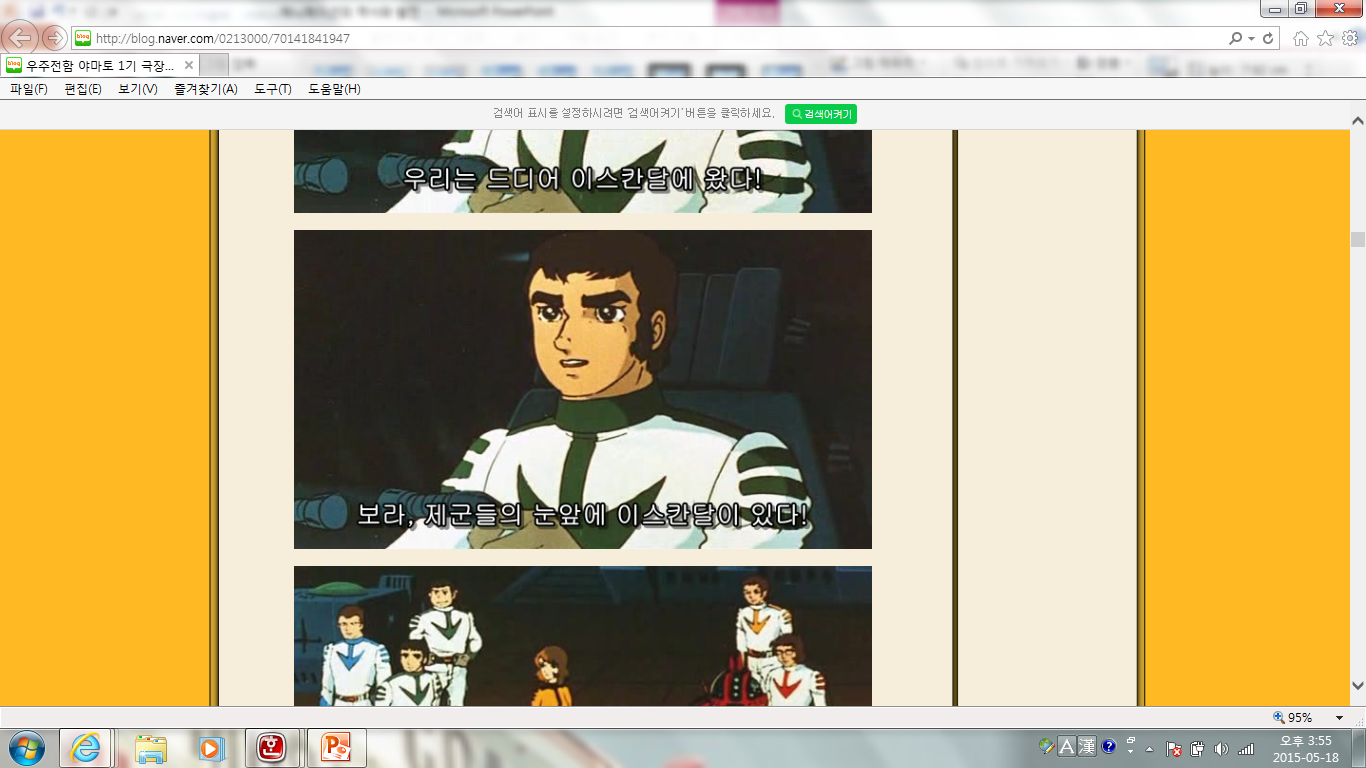 Microsoft PowerPoint
http://blog.naver.com/0213000/70141841947
blog 우주전함 야마토 1기 극장...
파일(F) 편집(E) 보기(V) 즐겨찾기(A) 도구(T) 도움말(H)
검색어 표시를 설정하시려면 '검색어켜기' 버튼을 클릭하세요. 검색어켜기
우리는 드디어 이스칸달에 왔다!
보라, 제군들의 눈앞에 이스칸달이 있다!
95%
A 漢 ? 오후 3:55
2015-05-18